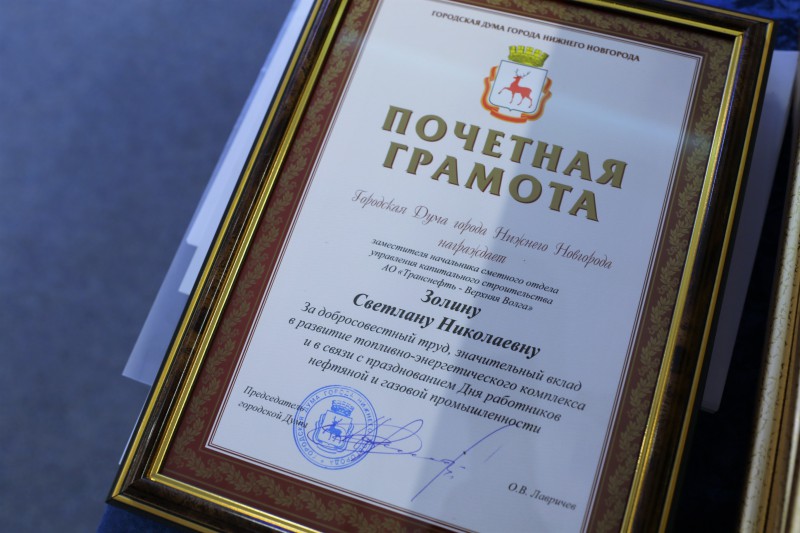 ГОРОДСКАЯ ДУМА ГОРОДА НИЖНЕГО НОВГОРОДА
ПОЧЕТНАЯ
ГРАМОТА
Городская Дума города Нижнего Новгорода
награждает
заместителя начальника сметного отдела
управления капитального строительства
АО «Транснефть - Верхняя Волга»
Золину
Светлану Николаевну
За добросовестный труд, значительный вклад
в развитие топливно-энергетического комплекса
и в связи с празднованием Дня работников
нефтяной и газовой промышленности
Председатель
городской Думы
О.В. Лавричев